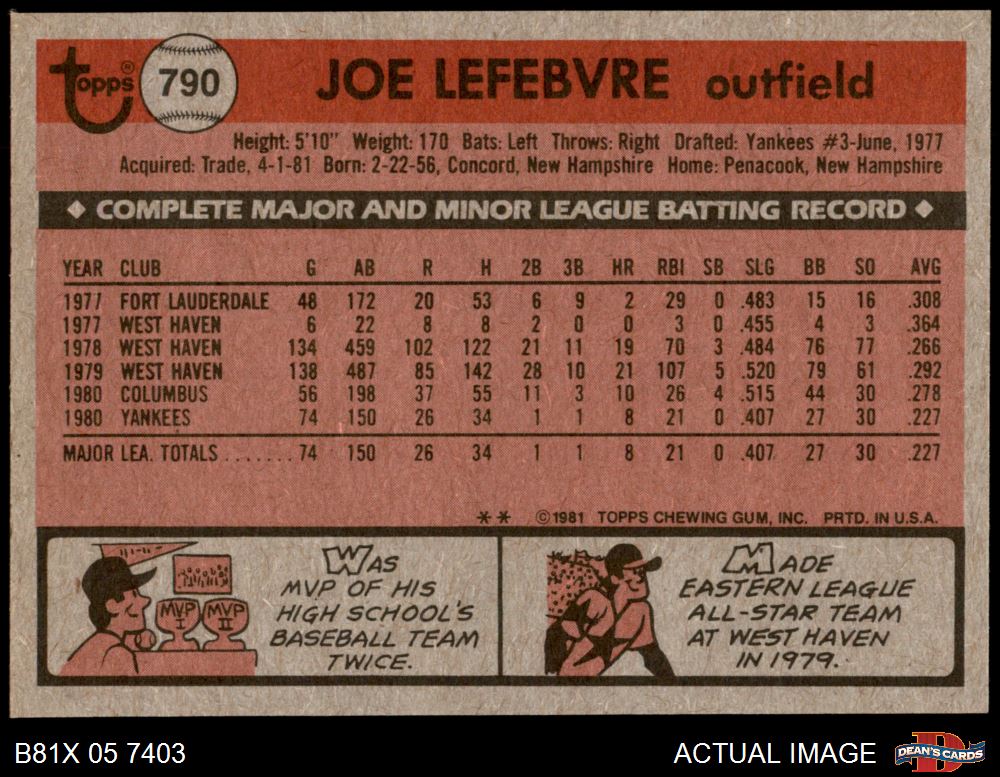 Topps®
790
JOE LEFEBVRE outfield
Height: 5'10" Weight: 170 Bats: Left Throws: Right Drafted: Yankees #3-June, 1977
Acquired: Trade, 4-1-81 Born: 2-22-56, Concord, New Hampshire Home: Penacook, New Hampshire
◆ COMPLETE MAJOR AND MINOR LEAGUE BATTING RECORD ◆
YEAR CLUB G AB R H 2B 3B HR RBI SB SLG BB SO AVG
1977 FORT LAUDERDALE 48 172 20 53 6 9 2 29 0 .483 15 16 .308
1977 WEST HAVEN 6 22 8 8 2 0 0 3 0 .455 4 3 .364
1978 WEST HAVEN 134 459 102 122 21 11 19 70 3 .484 76 77 .266
1979 WEST HAVEN 138 487 85 142 28 10 21 107 5 .520 79 61 .292
1980 COLUMBUS 56 198 37 55 11 3 10 26 4 .515 44 30 .278
1980 YANKEES 74 150 26 34 1 1 8 21 0 .407 27 30 .227
MAJOR LEA. TOTALS ....... 74 150 26 34 1 1 8 21 0 .407 27 30 .227
** ©1981 TOPPS CHEWING GUM, INC. PRTD. IN U.S.A.
MVP I
MVP II
WAS
MVP OF HIS
HIGH SCHOOL'S
BASEBALL TEAM
TWICE.
MADE
EASTERN LEAGUE
ALL-STAR TEAM
AT WEST HAVEN
IN 1979.
B81X 05 7403
ACTUAL IMAGE
DEAN'S CARDS